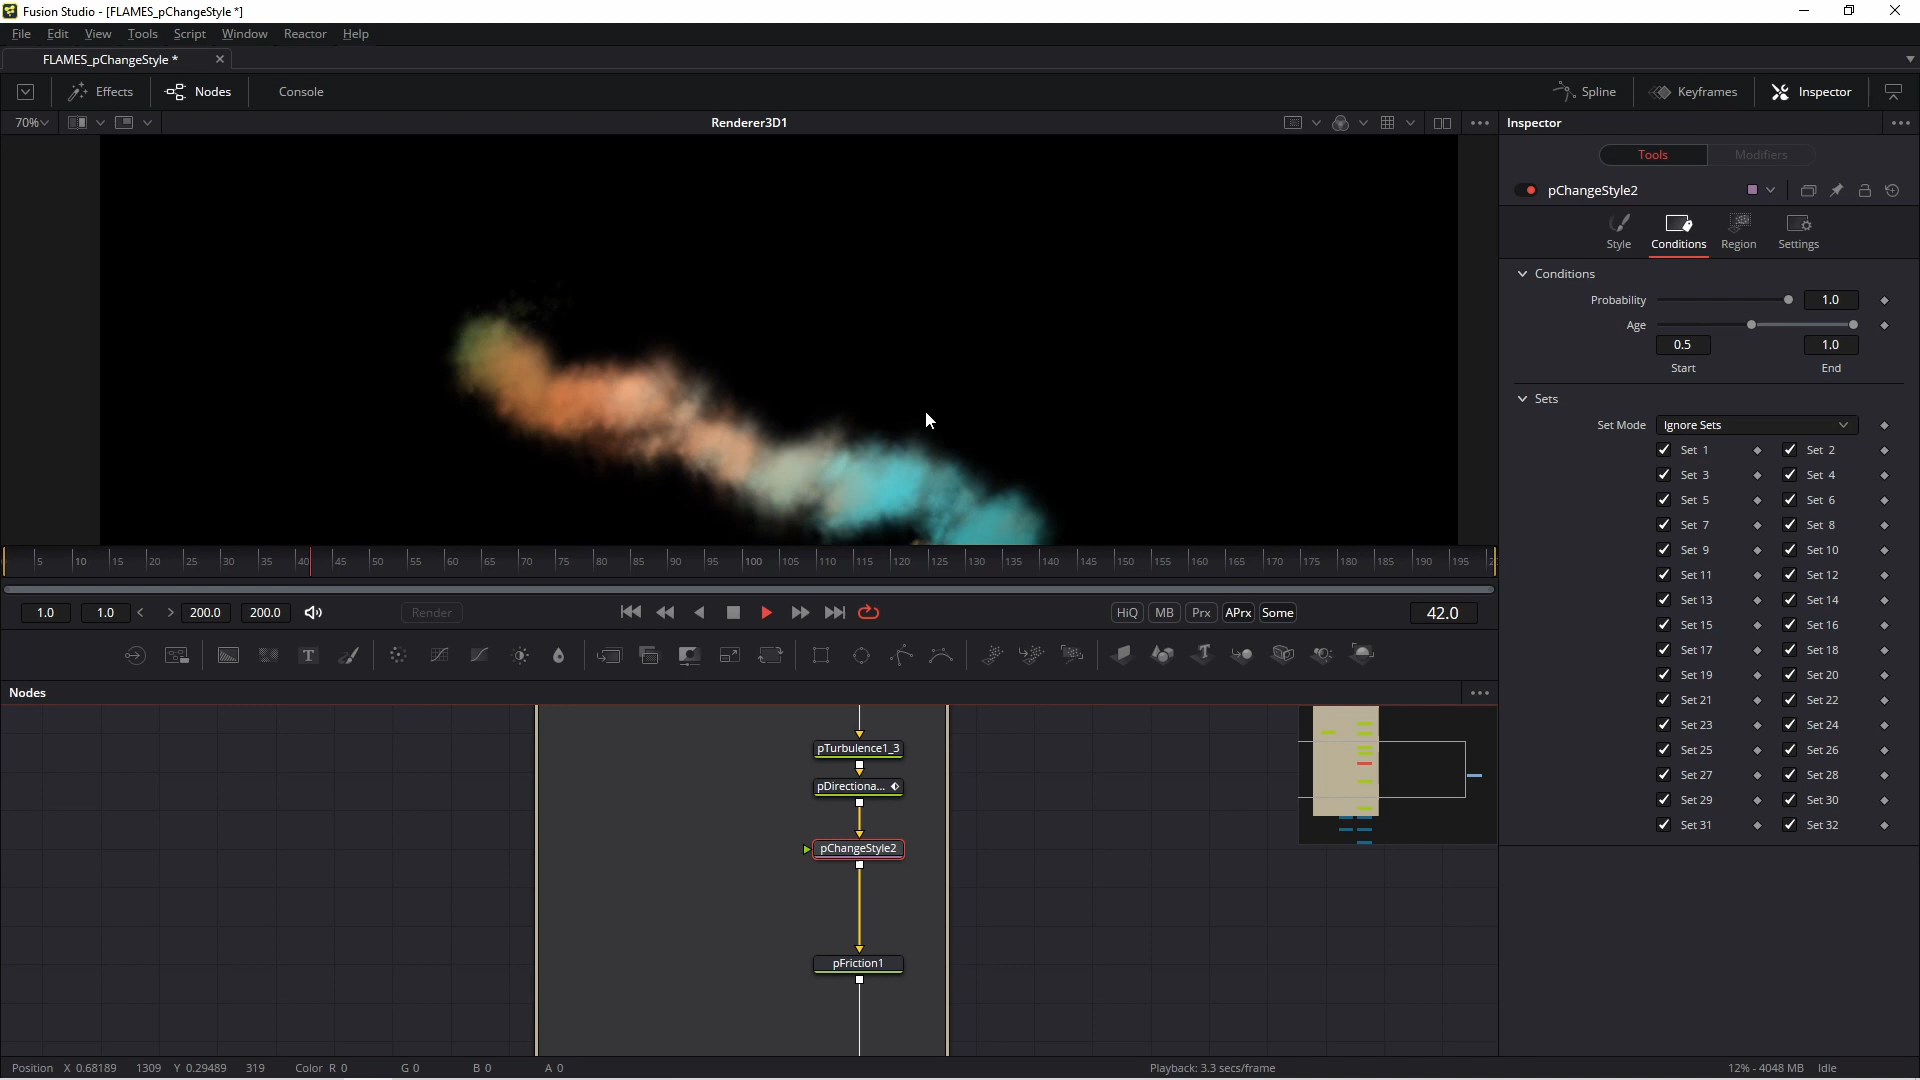 Fusion Studio - [FLAMES_pChangeStyle *]
File Edit View Tools Script Window Reactor Help
FLAMES_pChangeStyle *
Effects Nodes Console Spline Keyframes Inspector
70% Renderer3D1 Inspector
Tools Modifiers
pChangeStyle2
Style Conditions Region Settings
Conditions
Probability 1.0
Age
0.5 1.0
Start End
Sets
Set Mode Ignore Sets
Set 1 Set 2
Set 3 Set 4
Set 5 Set 6
Set 7 Set 8
Set 9 Set 10
Set 11 Set 12
Set 13 Set 14
Set 15 Set 16
Set 17 Set 18
Set 19 Set 20
Set 21 Set 22
Set 23 Set 24
Set 25 Set 26
Set 27 Set 28
Set 29 Set 30
Set 31 Set 32
5 10 15 20 25 30 35 40 45 50 55 60 65 70 75 80 85 90 95 100 105 110 115 120 125 130 135 140 145 150 155 160 165 170 175 180 185 190 195
1.0 1.0 < > 200.0 200.0 Render HiQ MB Prx APrx Some 42.0
T
Nodes
pTurbulence1_3
pDirectiona...
pChangeStyle2
pFriction1
Position X 0.68189 1309 Y 0.29489 319 Color R 0 G 0 B 0 A 0 Playback: 3.3 secs/frame 12% - 4048 MB Idle